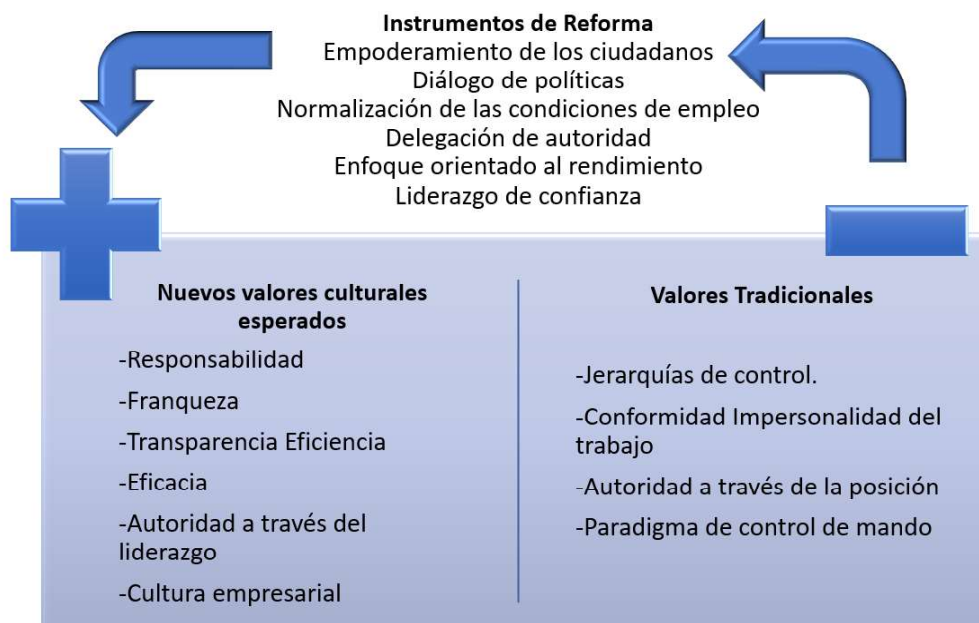 Instrumentos de Reforma
Empoderamiento de los ciudadanos
Diálogo de políticas
Normalización de las condiciones de empleo
Delegación de autoridad
Enfoque orientado al rendimiento
Liderazgo de confianza
Nuevos valores culturales
esperados
-Responsabilidad
-Franqueza
-Transparencia Eficiencia
-Eficacia
-Autoridad a través del
liderazgo
-Cultura empresarial
Valores Tradicionales
-Jerarquías de control.
-Conformidad Impersonalidad del
trabajo
-Autoridad a través de la posición
-Paradigma de control de mando